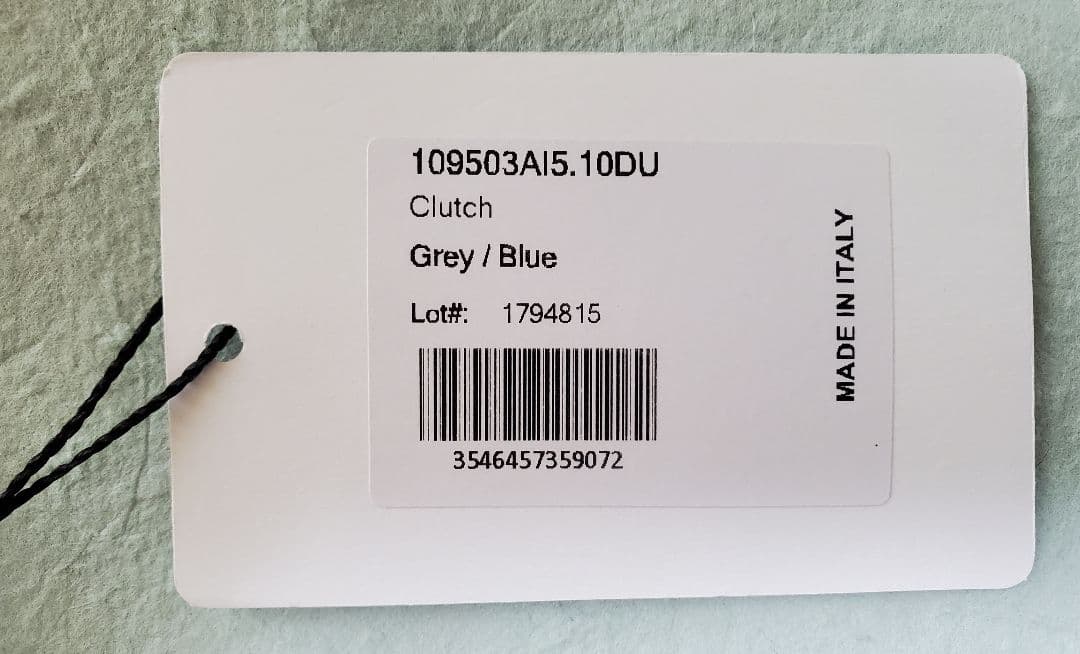 109503AI5.10DU
Clutch
Grey / Blue
Lot#: 1794815
3546457359072
MADE IN ITALY